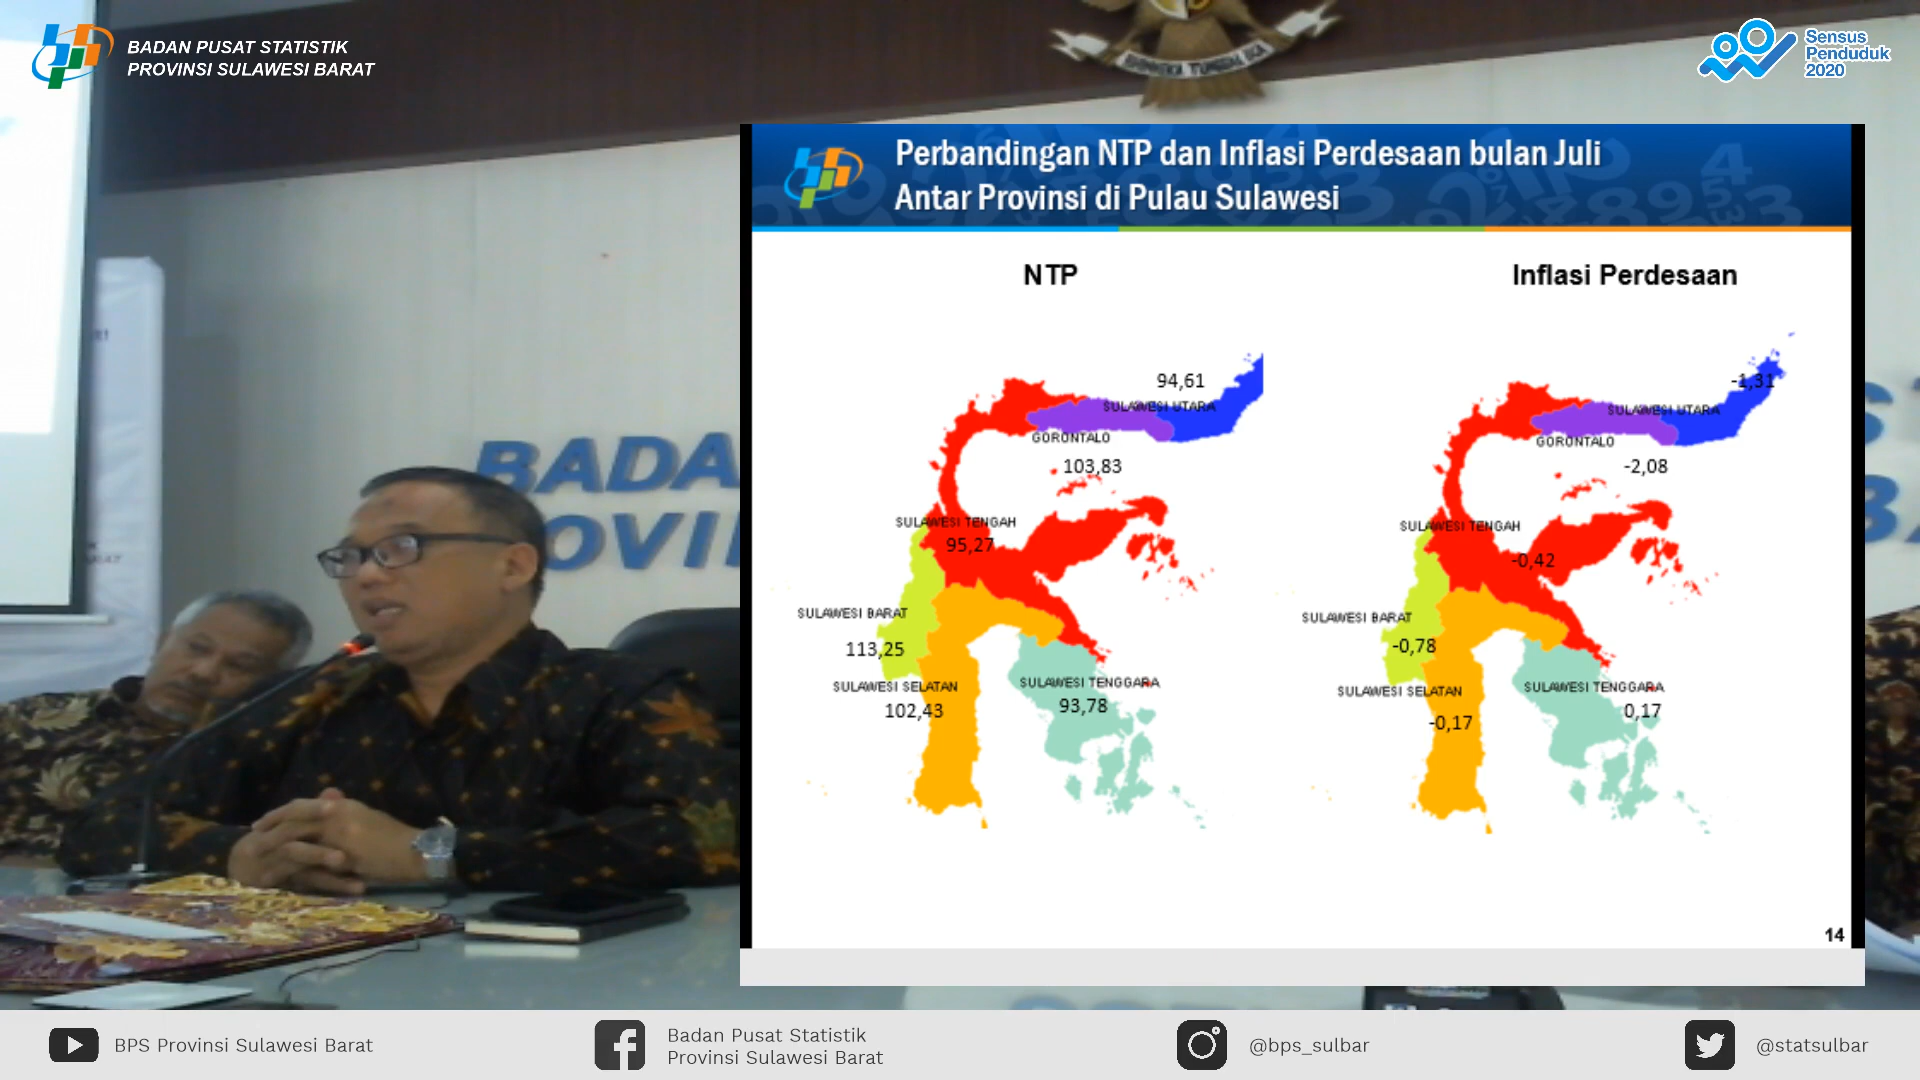 BADAN PUSAT STATISTIK
PROVINSI SULAWESI BARAT
Sensus
Penduduk
2020
Perbandingan NTP dan Inflasi Perdesaan bulan Juli
Antar Provinsi di Pulau Sulawesi
NTP
94,61
SULAWESI UTARA
GORONTALO
103,83
SULAWESI TENGAH
95,27
SULAWESI BARAT
113,25
SULAWESI SELATAN
102,43
SULAWESI TENGGARA
93,78
Inflasi Perdesaan
-1,31
SULAWESI UTARA
GORONTALO
-2,08
SULAWESI TENGAH
-0,42
SULAWESI BARAT
-0,78
SULAWESI SELATAN
-0,17
SULAWESI TENGGARA
0,17
14
BADA
OVI
BPS Provinsi Sulawesi Barat
Badan Pusat Statistik
Provinsi Sulawesi Barat
@bps_sulbar
@statsulbar